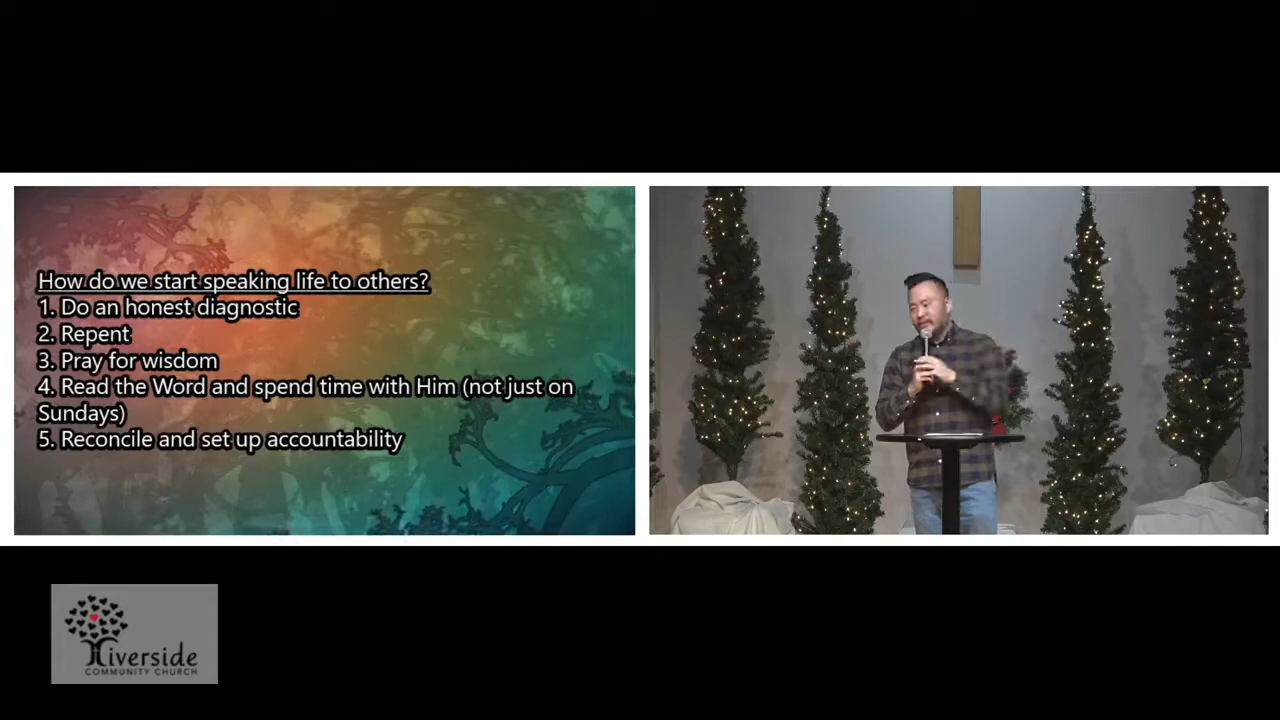 How do we start speaking life to others?
1. Do an honest diagnostic
2. Repent
3. Pray for wisdom
4. Read the Word and spend time with Him (not just on
Sundays)
5. Reconcile and set up accountability
Riverside
COMMUNITY CHURCH